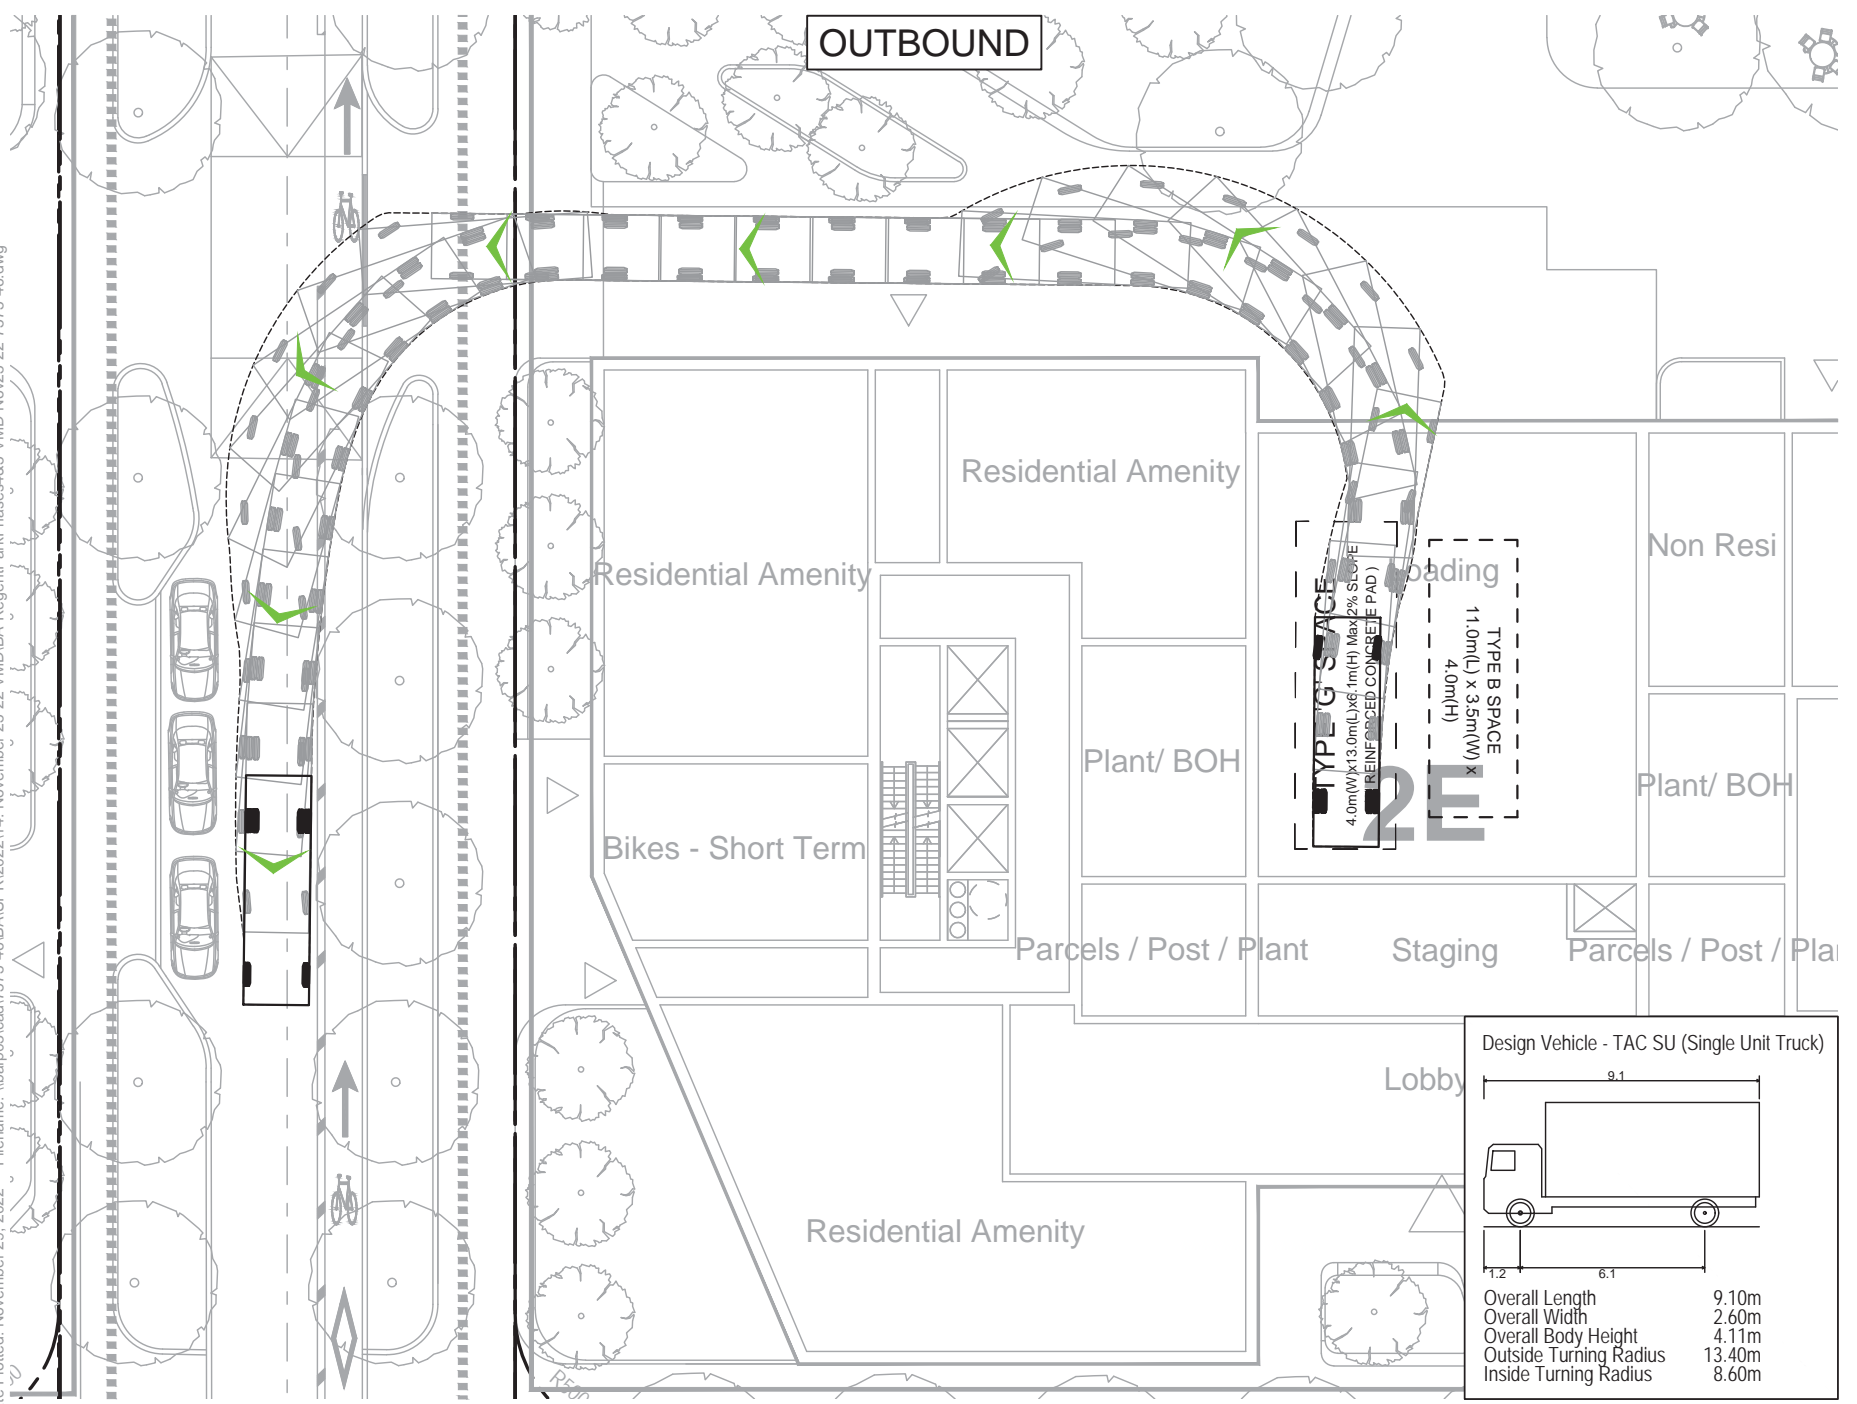 OUTBOUND
Residential Amenity
Residential Amenity
Non Resi
TYPE 'G' SPACE
4.0m(W)x13.0m(L)x6.1m(H) Max 2% SLOPE
(REINFORCED CONCRETE PAD )
TYPE B SPACE
11.0m(L) x 3.5m(W) x
4.0m(H)
2E
Plant/ BOH
Plant/ BOH
Bikes - Short Term
Parcels / Post / Plant
Staging
Parcels / Post / Pla
Lobby
Residential Amenity
Design Vehicle - TAC SU (Single Unit Truck)
9.1
1.2
6.1
Overall Length 9.10m
Overall Width 2.60m
Overall Body Height 4.11m
Outside Turning Radius 13.40m
Inside Turning Radius 8.60m